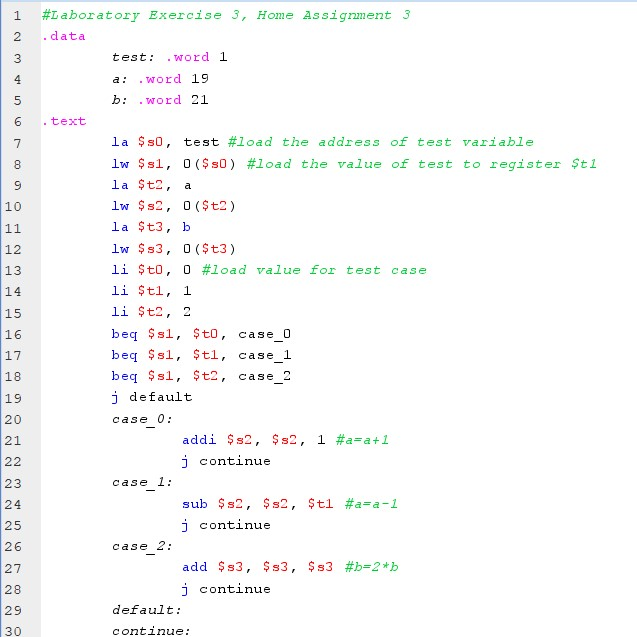 1 #Laboratory Exercise 3, Home Assignment 3
2 .data
3 test: .word 1
4 a: .word 19
5 b: .word 21
6 .text
7 la $s0, test #load the address of test variable
8 lw $s1, 0($s0) #load the value of test to register $t1
9 la $t2, a
10 lw $s2, 0($t2)
11 la $t3, b
12 lw $s3, 0($t3)
13 li $t0, 0 #load value for test case
14 li $t1, 1
15 li $t2, 2
16 beq $s1, $t0, case_0
17 beq $s1, $t1, case_1
18 beq $s1, $t2, case_2
19 j default
20 case_0:
21 addi $s2, $s2, 1 #a=a+1
22 j continue
23 case_1:
24 sub $s2, $s2, $t1 #a=a-1
25 j continue
26 case_2:
27 add $s3, $s3, $s3 #b=2*b
28 j continue
29 default:
30 continue: